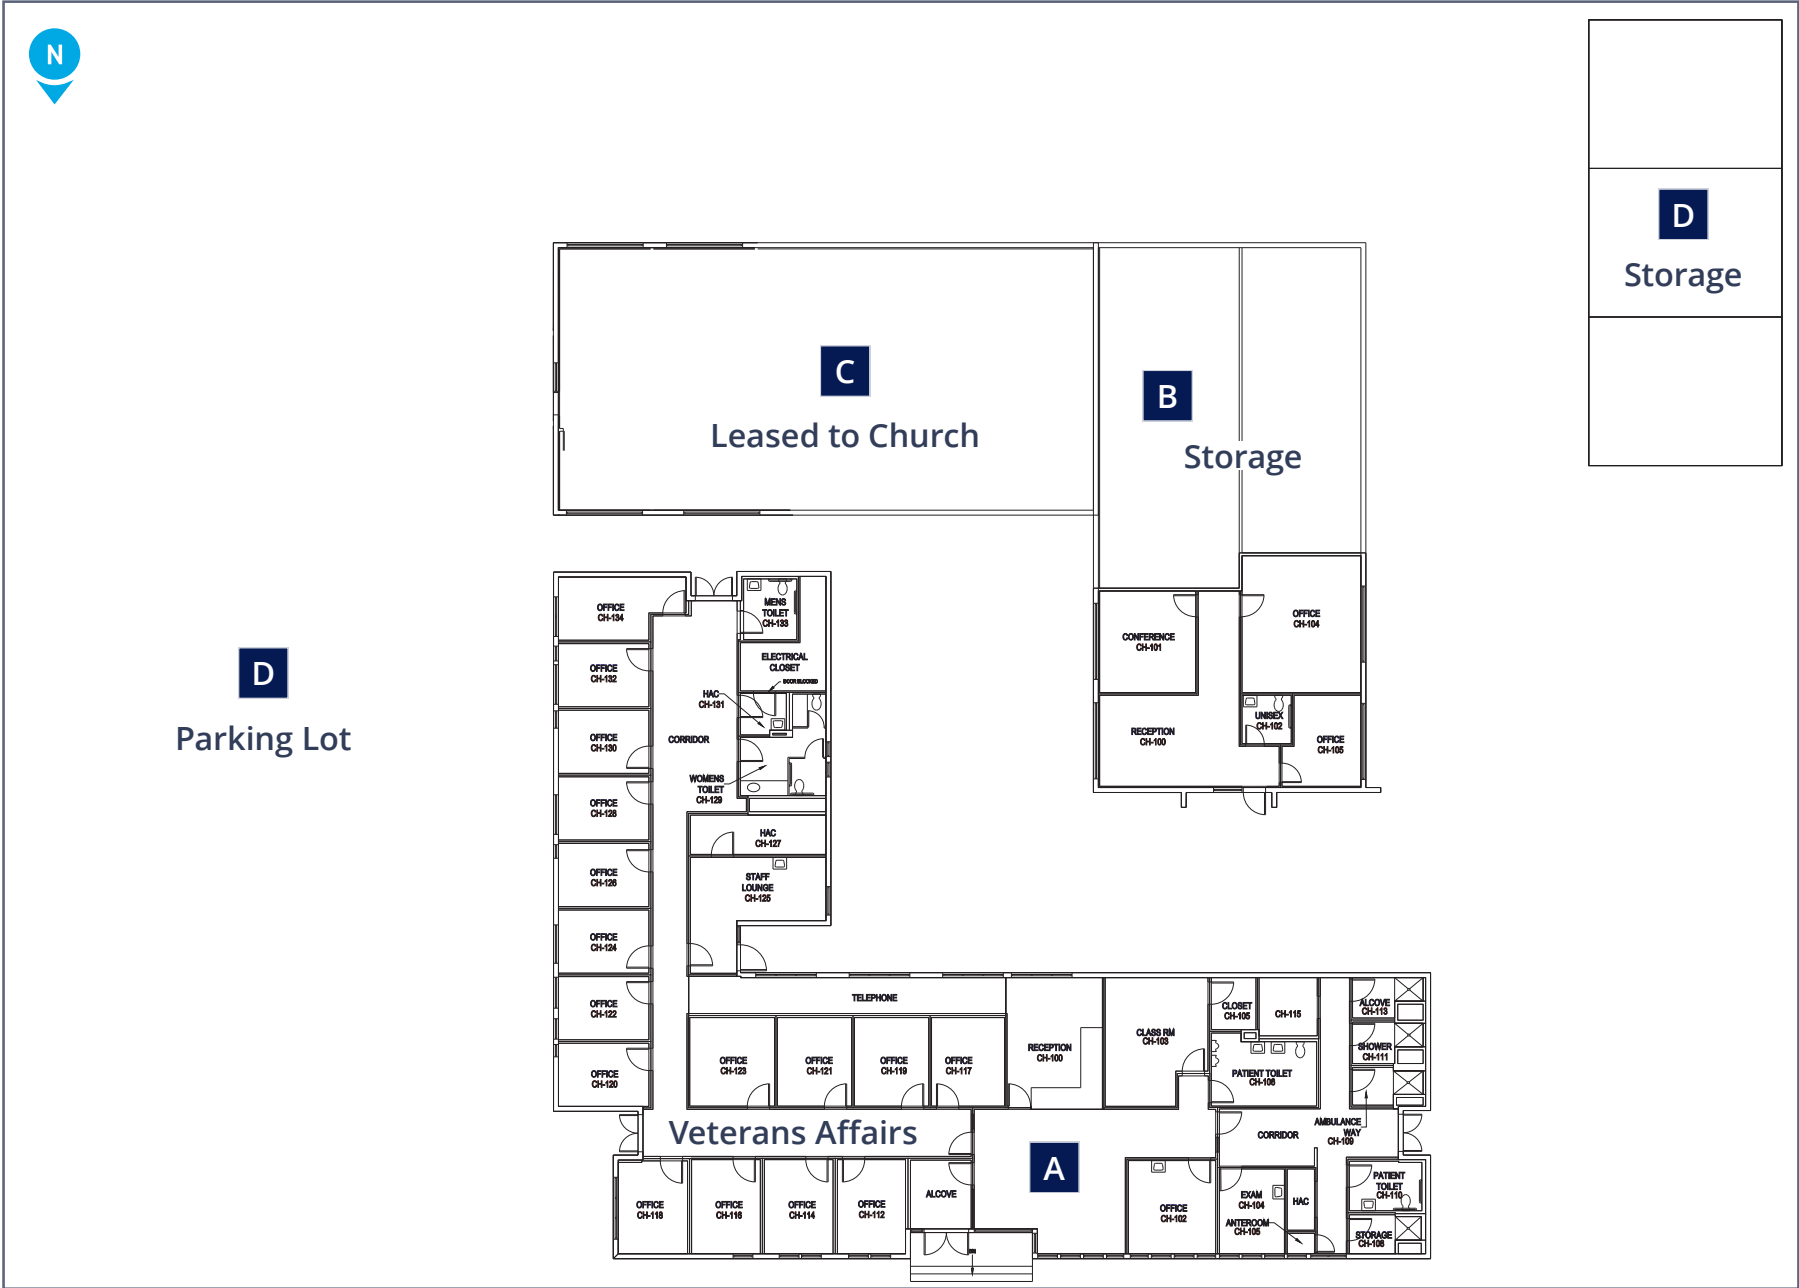 N
D
Storage
C
Leased to Church
B
Storage
D
Parking Lot
OFFICE
CH-134
OFFICE
CH-132
OFFICE
CH-130
OFFICE
CH-128
OFFICE
CH-126
OFFICE
CH-124
OFFICE
CH-122
OFFICE
CH-120
MENS
TOILET
CH-133
ELECTRICAL
CLOSET
DOOR BLOCKED
HAC
CH-131
CORRIDOR
WOMENS
TOILET
CH-129
HAC
CH-127
STAFF
LOUNGE
CH-125
CONFERENCE
CH-101
OFFICE
CH-104
RECEPTION
CH-100
UNISEX
CH-102
OFFICE
CH-105
TELEPHONE
OFFICE
CH-123
OFFICE
CH-121
OFFICE
CH-119
OFFICE
CH-117
RECEPTION
CH-100
CLASS RM
CH-103
CLOSET
CH-105
CH-115
ALCOVE
CH-113
SHOWER
CH-111
PATIENT TOILET
CH-108
AMBULANCE
WAY
CH-109
CORRIDOR
Veterans Affairs
A
OFFICE
CH-118
OFFICE
CH-116
OFFICE
CH-114
OFFICE
CH-112
ALCOVE
OFFICE
CH-102
EXAM
CH-104
HAC
ANTEROOM
CH-105
PATIENT
TOILET
CH-110
STORAGE
CH-108